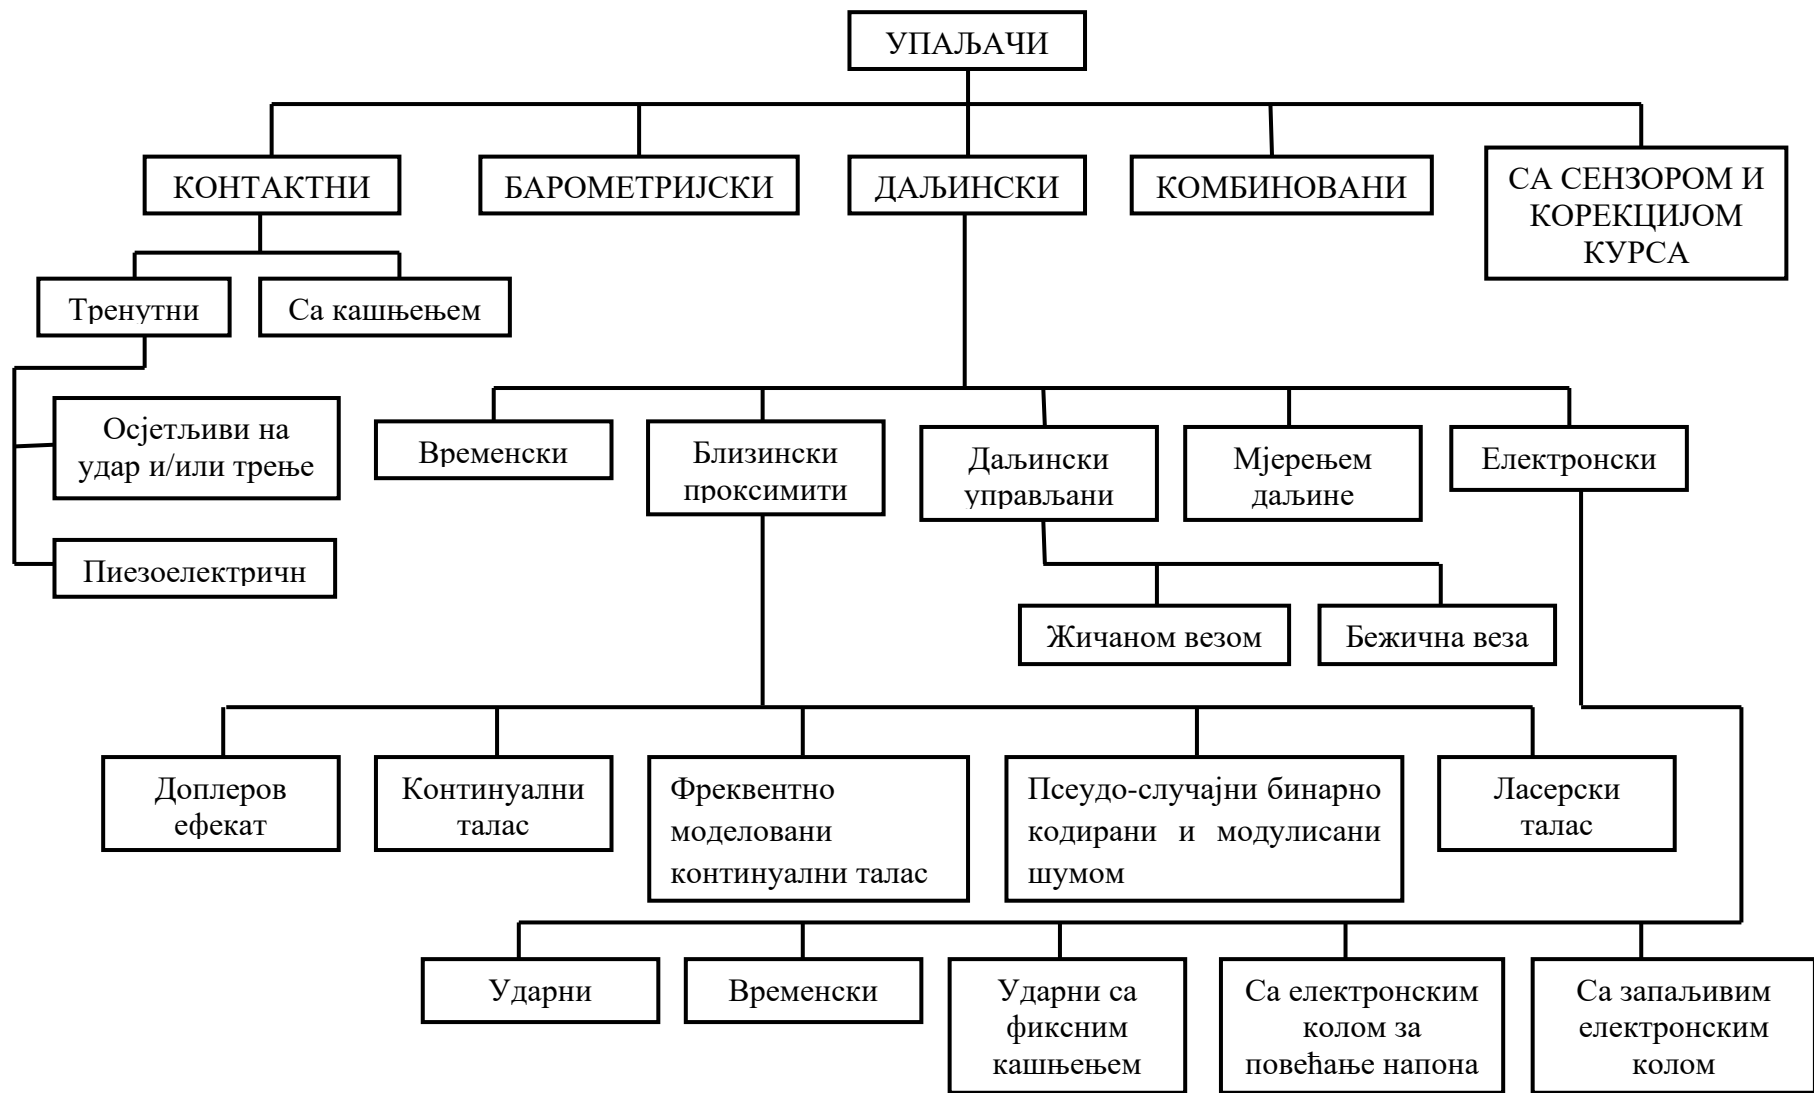 УПАЉАЧИ
КОНТАКТНИ
БАРОМЕТРИЈСКИ
ДАЉИНСКИ
КОМБИНОВАНИ
СА СЕНЗОРОМ И
КОРЕКЦИЈОМ
КУРСА
Тренутни
Са кашњењем
Осјетљиви на
удар и/или трење
Пиезоелектричн
Временски
Близински
проксимити
Даљински
управљани
Мјерењем
даљине
Електронски
Жичаном везом
Бежична веза
Доплеров
ефекат
Континуални
талас
Фреквентно
моделовани
континуални талас
Псеудо-случајни бинарно
кодирани и модулисани
шумом
Ласерски
талас
Ударни
Временски
Ударни са
фиксним
кашњењем
Са електронским
колом за
повећање напона
Са запаљивим
електронским
колом